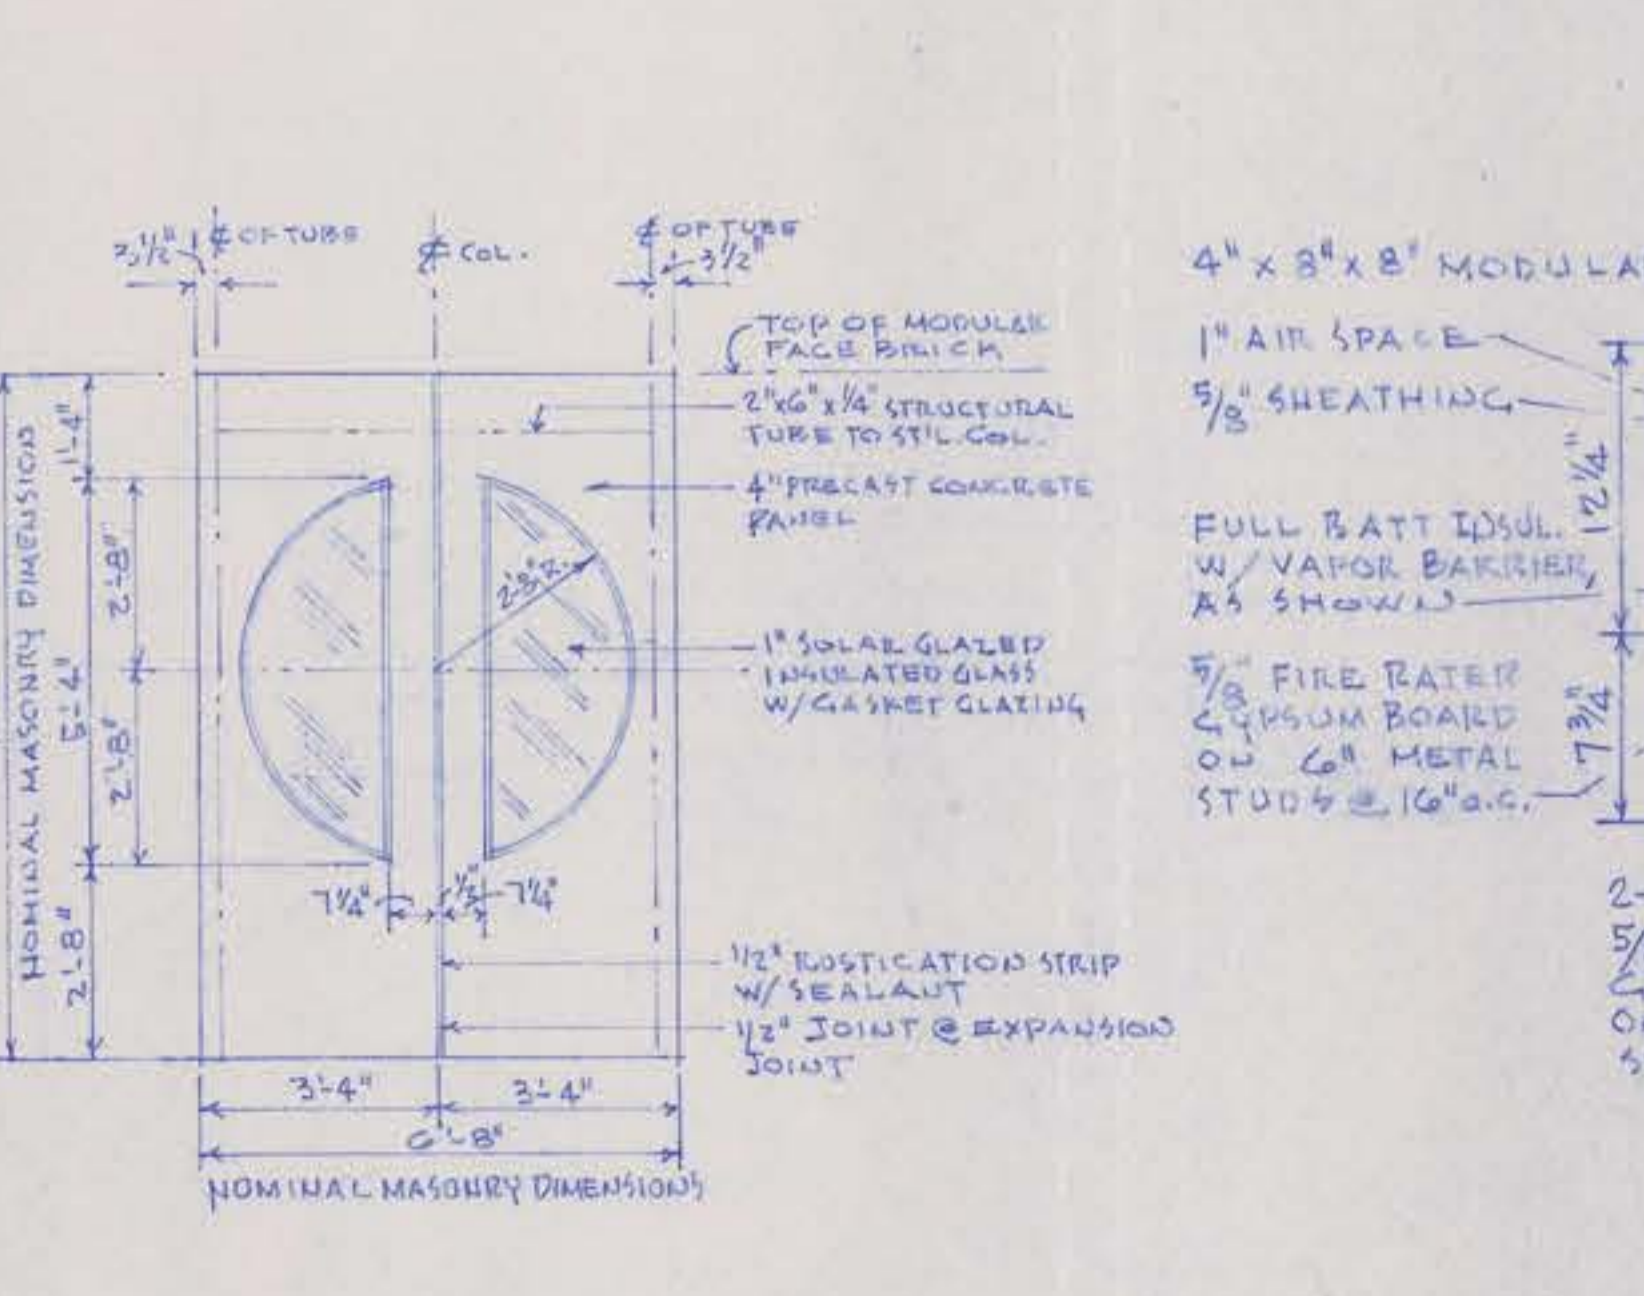 3 1/2"
℄ OF TUBE
℄ COL.
℄ OF TUBE
3 1/2"
TOP OF MODULAR
FACE BRICK
2"x6"x1/4" STRUCTURAL
TUBE TO ST'L. COL.
4" PRECAST CONCRETE
PANEL
1" SOLAR GLAZED
INSULATED GLASS
W/ GASKET GLAZING
1/2" RUSTICATION STRIP
W/ SEALANT
1/2" JOINT @ EXPANSION
JOINT
NOMINAL MASONRY DIMENSION
1'-4"
5'-4"
2'-8"
2'-8"
2'-8"
2'-8" R.
7 1/4"
1/2"
7 1/4"
3'-4"
3'-4"
6'-8"
NOMINAL MASONRY DIMENSIONS
4" x 8" x 8" MODULA
1" AIR SPACE
5/8" SHEATHING
FULL BATT INSUL.
W/ VAPOR BARRIER,
AS SHOWN
5/8" FIRE RATED
GYPSUM BOARD
ON 6" METAL
STUDS @ 16" O.C.
12 1/4"
7 3/4"
2-
5/
G
O
S